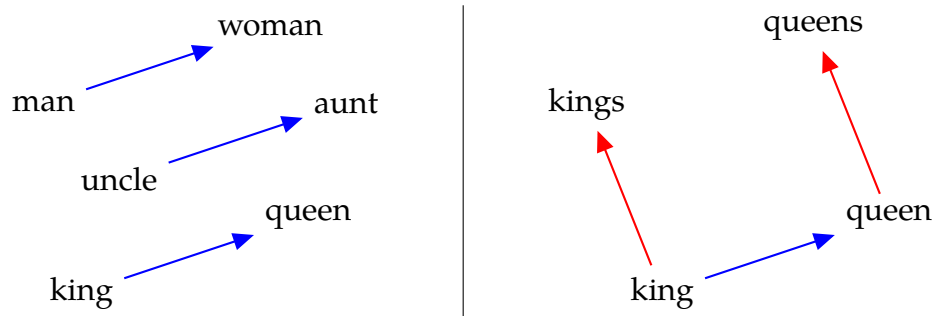 woman
man
aunt
uncle
queen
king
queens
kings
queen
king